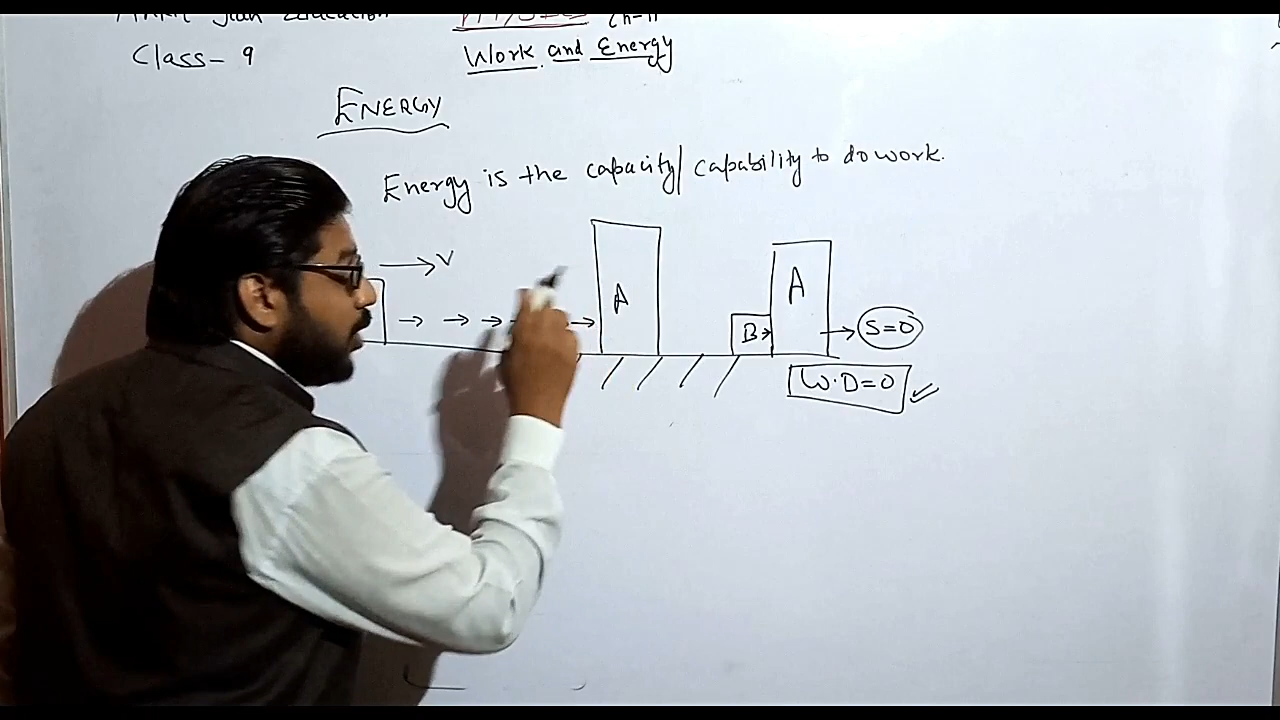 Class- 9
Work and Energy
ENERGY
Energy is the capacity/capability to do work.
V
A
B
A
S=0
W.D=0